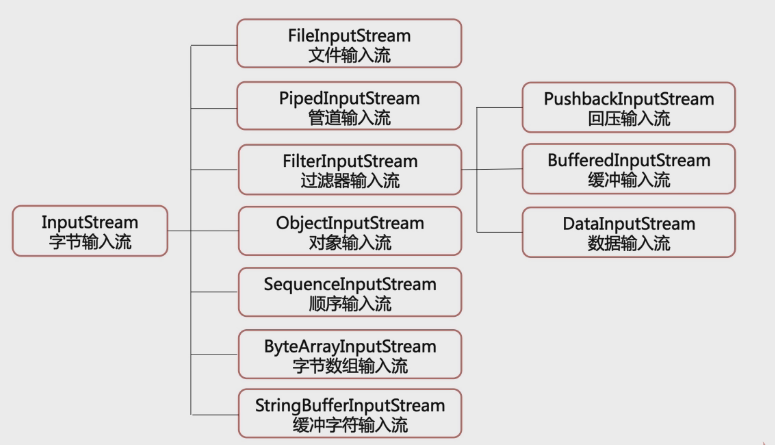 InputStream
字节输入流
FileInputStream
文件输入流
PipedInputStream
管道输入流
FilterInputStream
过滤器输入流
ObjectInputStream
对象输入流
SequenceInputStream
顺序输入流
ByteArrayInputStream
字节数组输入流
StringBufferInputStream
缓冲字符输入流
PushbackInputStream
回压输入流
BufferedInputStream
缓冲输入流
DataInputStream
数据输入流